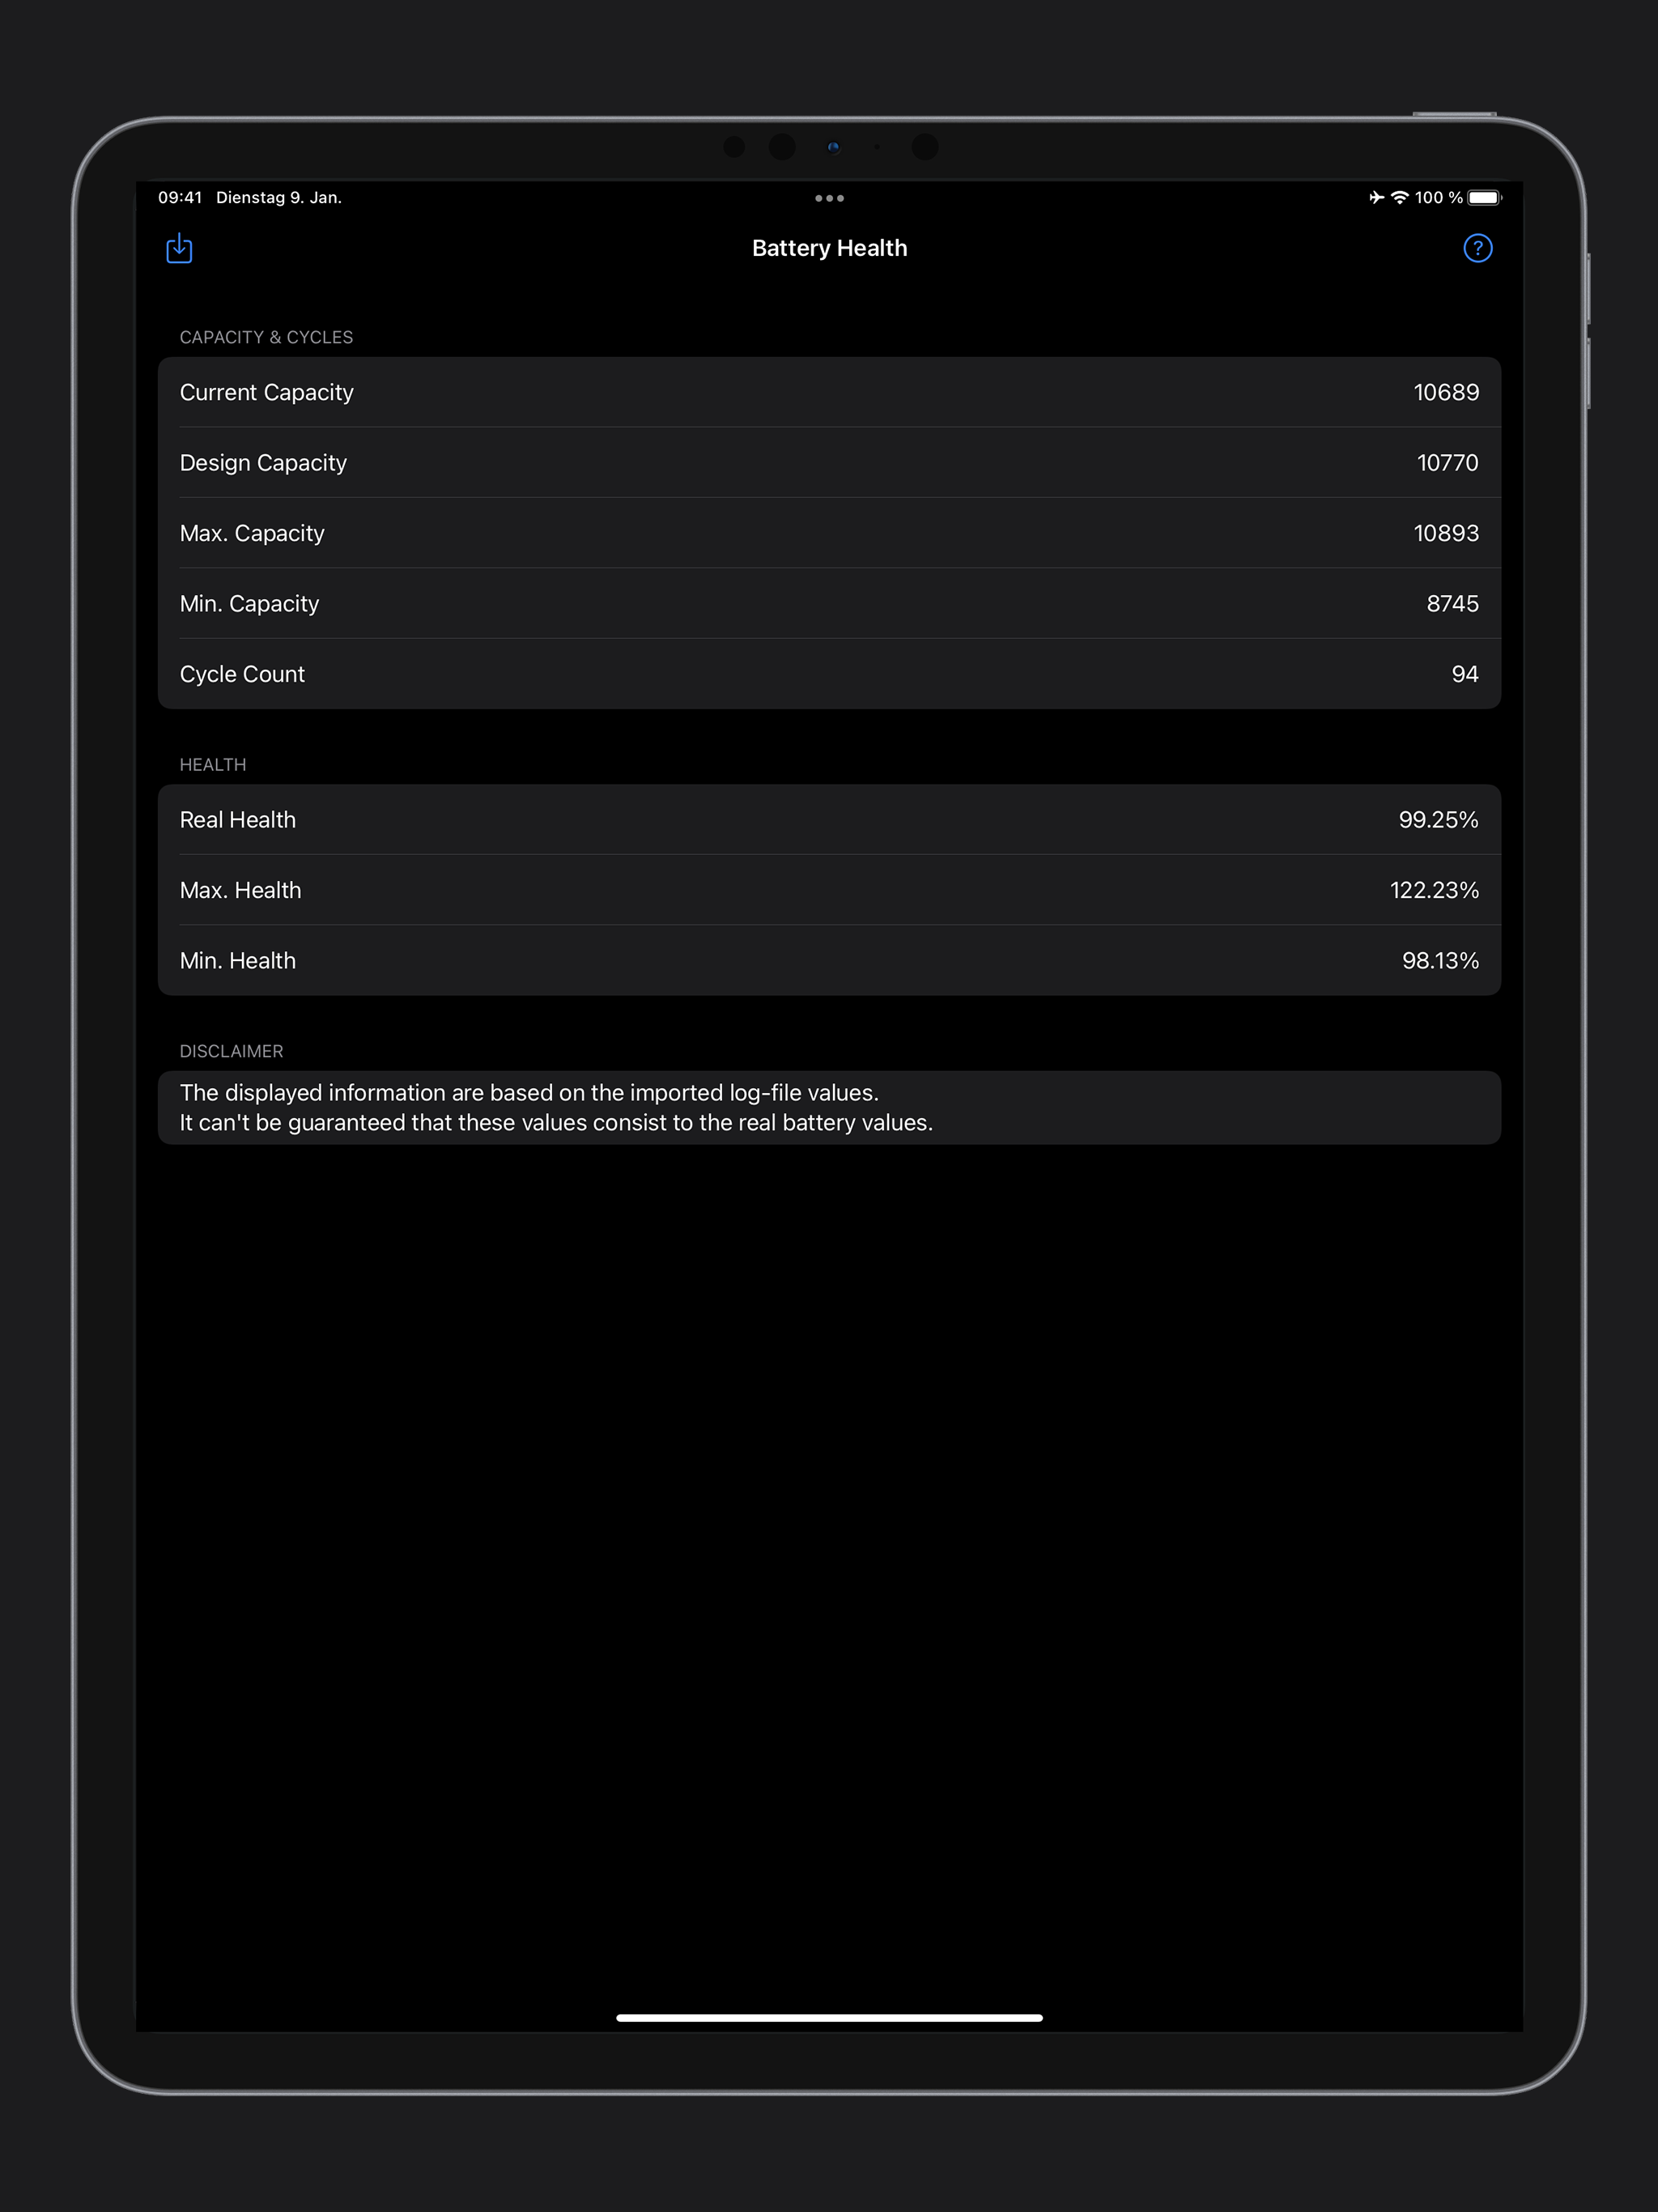 09:41 Dienstag 9. Jan.
100 %
Battery Health
?
CAPACITY & CYCLES
Current Capacity 10689
Design Capacity 10770
Max. Capacity 10893
Min. Capacity 8745
Cycle Count 94
HEALTH
Real Health 99.25%
Max. Health 122.23%
Min. Health 98.13%
DISCLAIMER
The displayed information are based on the imported log-file values.
It can't be guaranteed that these values consist to the real battery values.